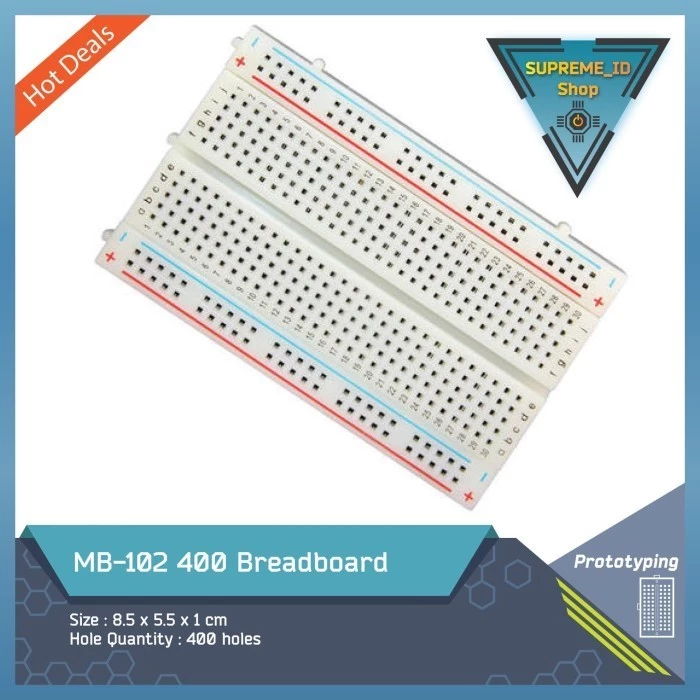 Hot Deals
SUPREME_ID
Shop
MB-102 400 Breadboard
Size : 8.5 x 5.5 x 1 cm
Hole Quantity : 400 holes
Prototyping